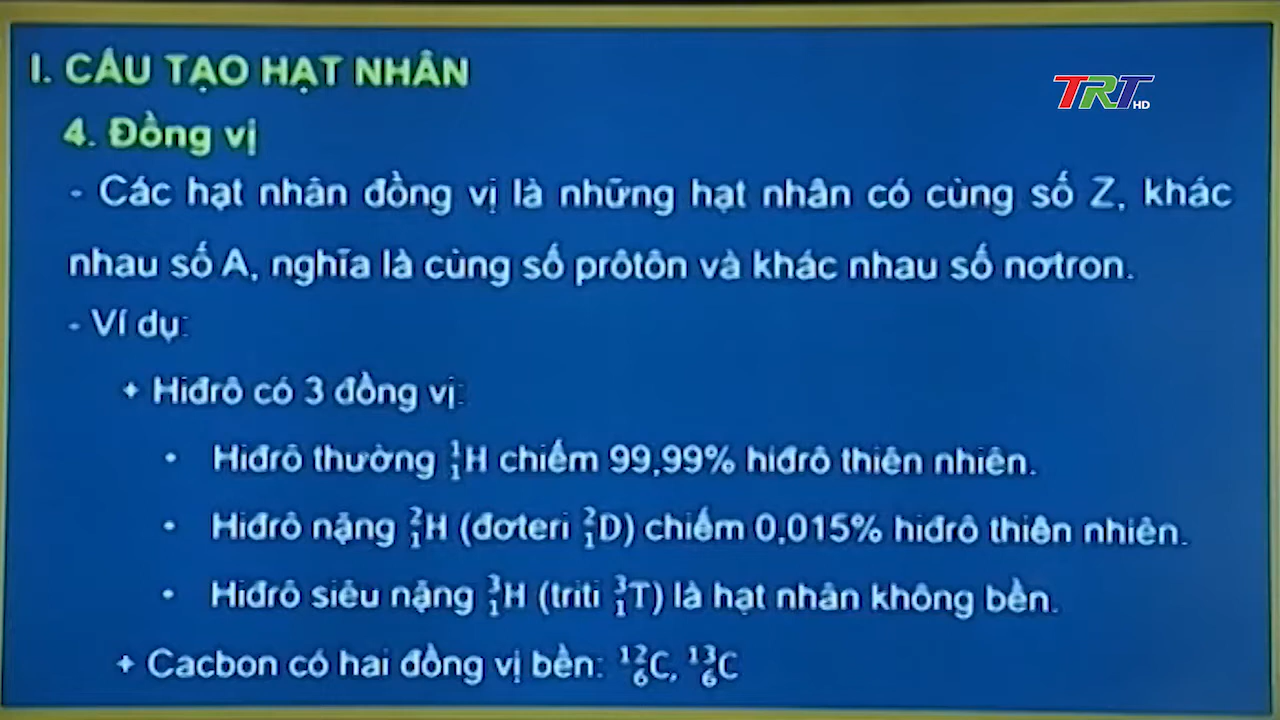 I. CẤU TẠO HẠT NHÂN
TRT HD
4. Đồng vị
- Các hạt nhân đồng vị là những hạt nhân có cùng số Z, khác
nhau số A, nghĩa là cùng số prôtôn và khác nhau số nơtron.
- Ví dụ:
+ Hiđrô có 3 đồng vị:
• Hiđrô thường ¹₁H chiếm 99,99% hiđrô thiên nhiên.
• Hiđrô nặng ²₁H (đơteri ²₁D) chiếm 0,015% hiđrô thiên nhiên.
• Hiđrô siêu nặng ³₁H (triti ³₁T) là hạt nhân không bền.
+ Cacbon có hai đồng vị bền: ¹²₆C, ¹³₆C